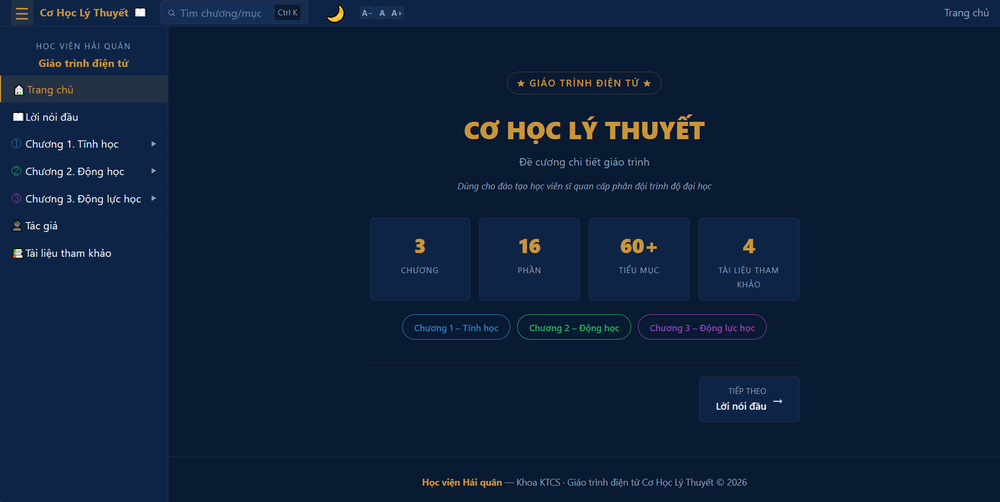 Cơ Học Lý Thuyết
Tìm chương/mục
Ctrl K
A−
A
A+
Trang chủ
HỌC VIỆN HẢI QUÂN
Giáo trình điện tử
Trang chủ
Lời nói đầu
① Chương 1. Tĩnh học
② Chương 2. Động học
③ Chương 3. Động lực học
Tác giả
Tài liệu tham khảo
★ GIÁO TRÌNH ĐIỆN TỬ ★
CƠ HỌC LÝ THUYẾT
Đề cương chi tiết giáo trình
Dùng cho đào tạo học viên sĩ quan cấp phân đội trình độ đại học
3
CHƯƠNG
16
PHẦN
60+
TIỂU MỤC
4
TÀI LIỆU THAM
KHẢO
Chương 1 – Tĩnh học
Chương 2 – Động học
Chương 3 – Động lực học
TIẾP THEO
Lời nói đầu →
Học viện Hải quân — Khoa KTCS · Giáo trình điện tử Cơ Học Lý Thuyết © 2026